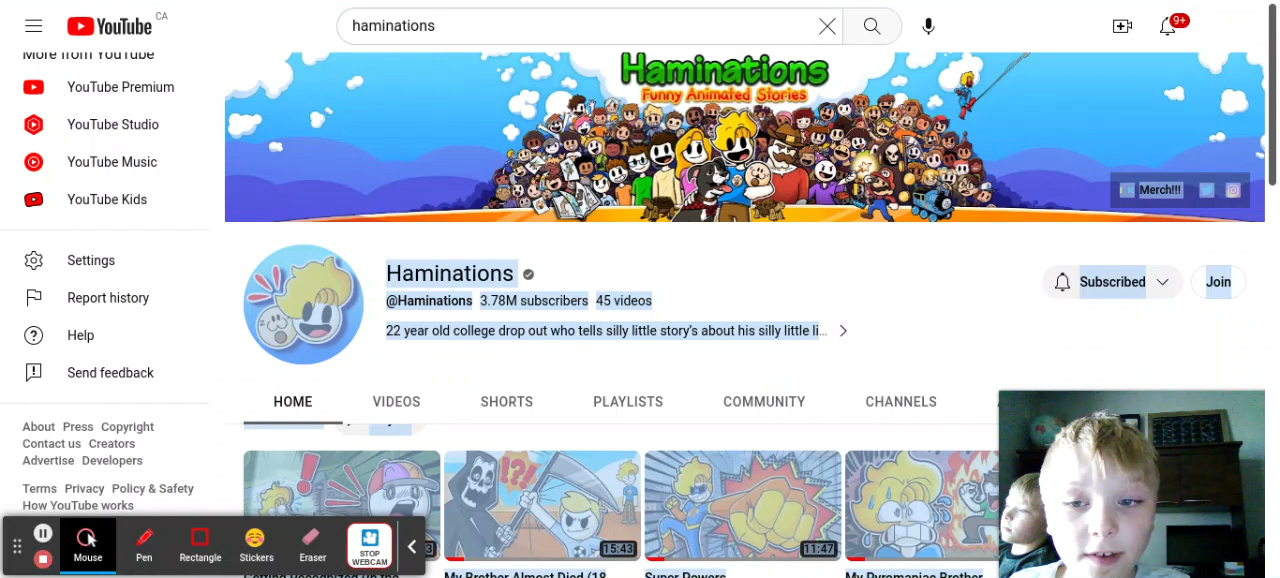 YouTube CA
haminations
9+
More from YouTube
YouTube Premium
YouTube Studio
YouTube Music
YouTube Kids
Settings
Report history
Help
Send feedback
About Press Copyright
Contact us Creators
Advertise Developers
Terms Privacy Policy & Safety
How YouTube works
Haminations
Funny Animated Stories
Merch!!!
Haminations
@Haminations 3.78M subscribers 45 videos
22 year old college drop out who tells silly little story's about his silly little li...
Subscribed
Join
HOME VIDEOS SHORTS PLAYLISTS COMMUNITY CHANNELS
!?!
15:43
11:47
My Brother Almost Died (18
Super Powers
My Pyromaniac Brother
Mouse
Pen
Rectangle
Stickers
Eraser
STOP
WEBCAM